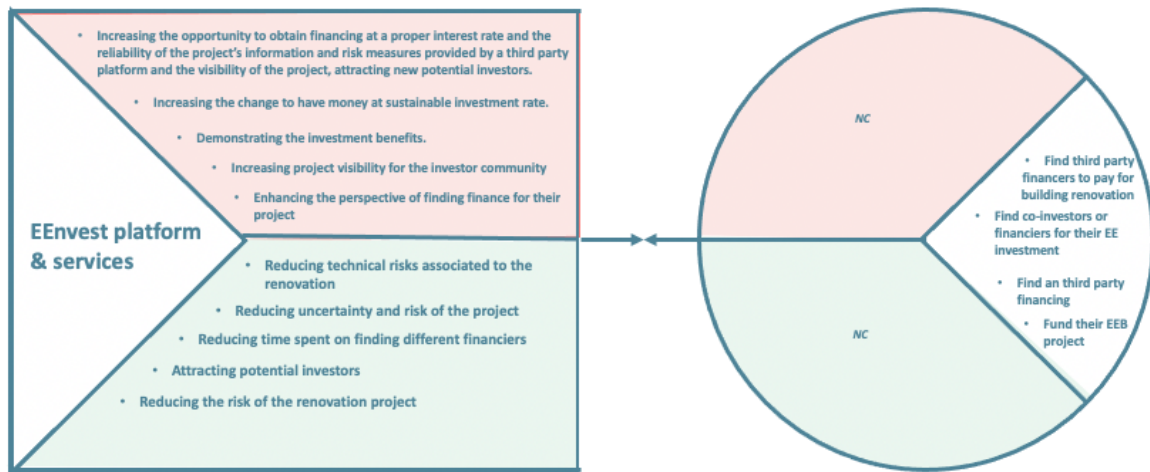 • Increasing the opportunity to obtain financing at a proper interest rate and the
reliability of the project's information and risk measures provided by a third party
platform and the visibility of the project, attracting new potential investors.
• Increasing the change to have money at sustainable investment rate.
• Demonstrating the investment benefits.
• Increasing project visibility for the investor community
• Enhancing the perspective of finding finance for their
project
EEnvest platform
& services
• Reducing technical risks associated to the
renovation
• Reducing uncertainty and risk of the project
• Reducing time spent on finding different financiers
• Attracting potential investors
• Reducing the risk of the renovation project
NC
• Find third party
financers to pay for
building renovation
• Find co-investors or
financiers for their EE
investment
• Find an third party
financing
• Fund their EEB
project
NC